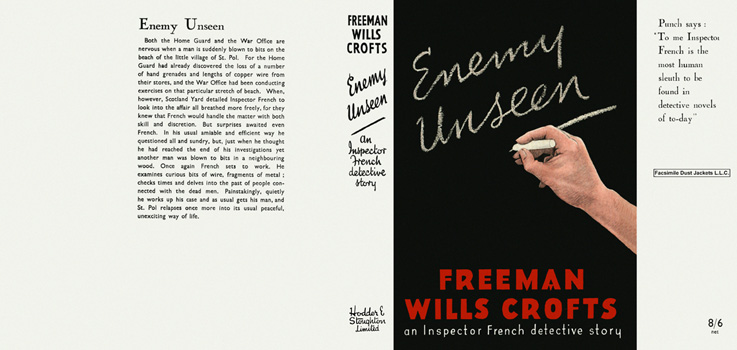 Enemy Unseen
Both the Home Guard and the War Office are
nervous when a man is suddenly blown to bits on the
beach of the little village of St. Pol. For the Home
Guard had already discovered the loss of a number
of hand grenades and lengths of copper wire from
their stores, and the War Office had been conducting
exercises on that particular stretch of beach. When,
however, Scotland Yard detailed Inspector French to
look into the affair all breathed more freely, for they
knew that French would handle the matter with both
skill and discretion. But surprises awaited even
French. In his usual amiable and efficient way he
questioned all and sundry, but, just when he thought
he had reached the end of his investigations yet
another man was blown to bits in a neighbouring
wood. Once again French sets to work. He
examines curious bits of wire, fragments of metal ;
checks times and delves into the past of people con-
nected with the dead men. Painstakingly, quietly
he works up his case and as usual gets his man, and
St. Pol relapses once more into its usual peaceful,
unexciting way of life.
FREEMAN
WILLS
CROFTS
Enemy
Unseen
an
Inspector
French
detective
story
Hodder &
Stoughton
Limited
Enemy
Unseen
FREEMAN
WILLS CROFTS
an Inspector French detective story
Punch says :
"To me Inspector
French is the
most human
sleuth to be
found in
detective novels
of to-day"
Facsimile Dust Jackets L.L.C.
8/6
net